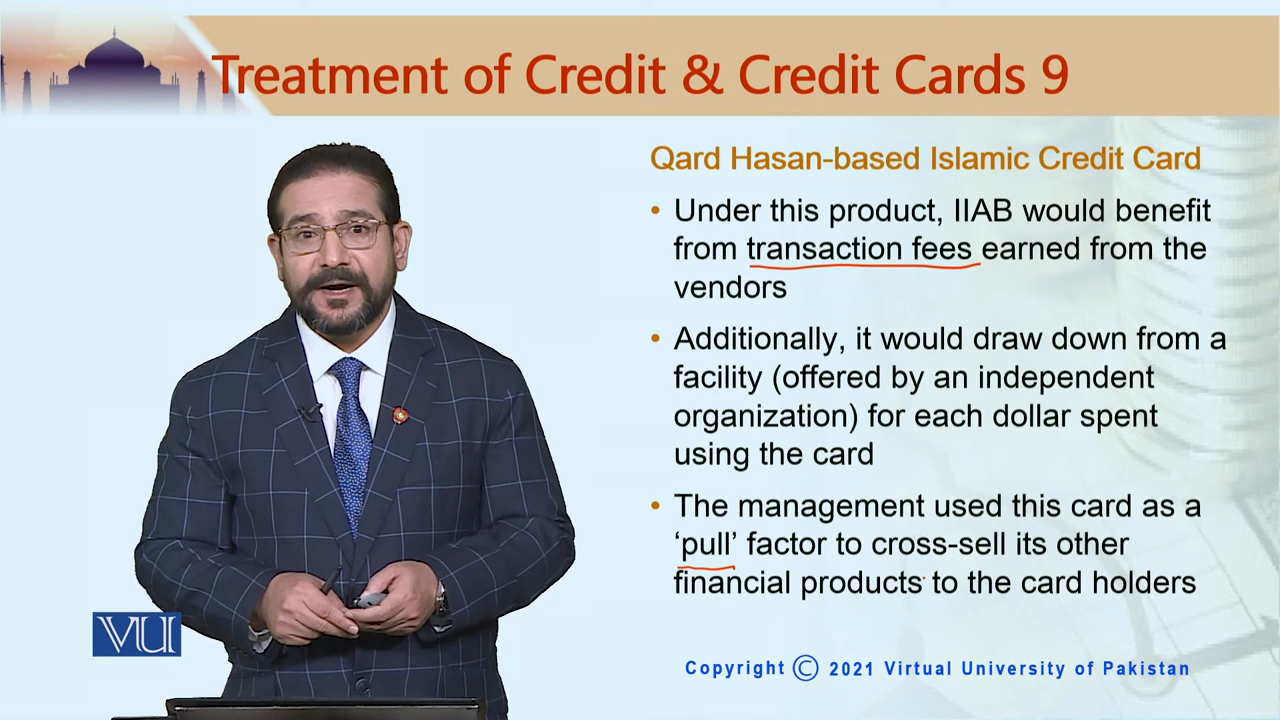 Treatment of Credit & Credit Cards 9
Qard Hasan-based Islamic Credit Card
• Under this product, IIAB would benefit
from transaction fees earned from the
vendors
• Additionally, it would draw down from a
facility (offered by an independent
organization) for each dollar spent
using the card
• The management used this card as a
‘pull’ factor to cross-sell its other
financial products to the card holders
VU
Copyright © 2021 Virtual University of Pakistan